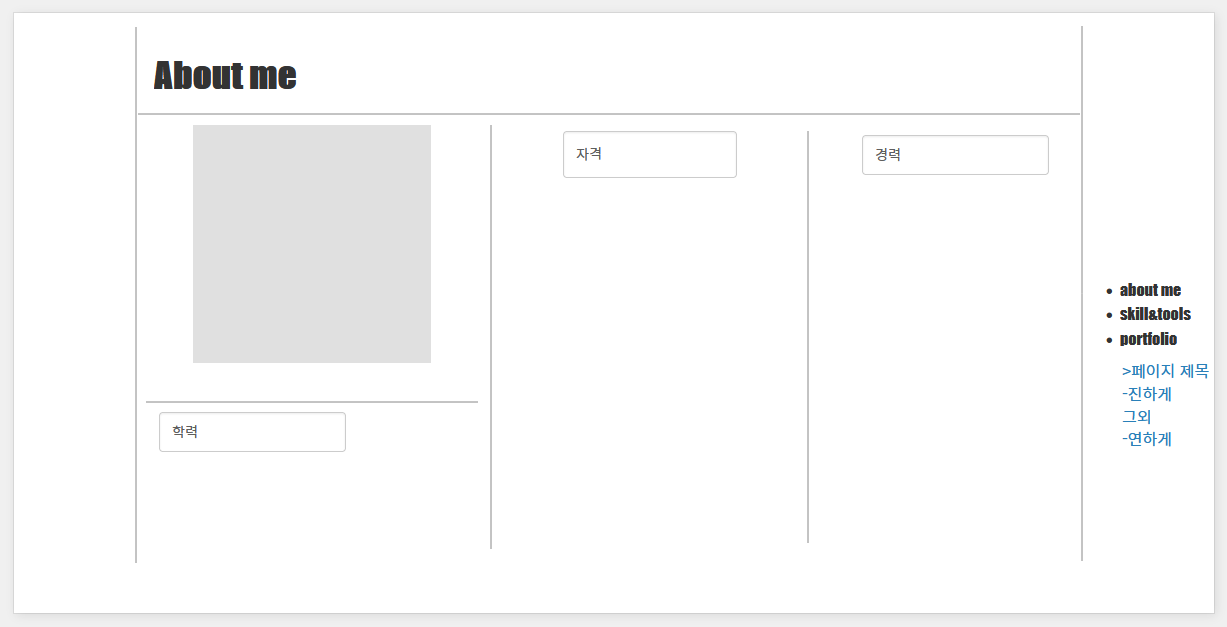 About me
자격
경력
학력
• about me
• skill&tools
• portfolio
>페이지 제목
-진하게
그외
-연하게